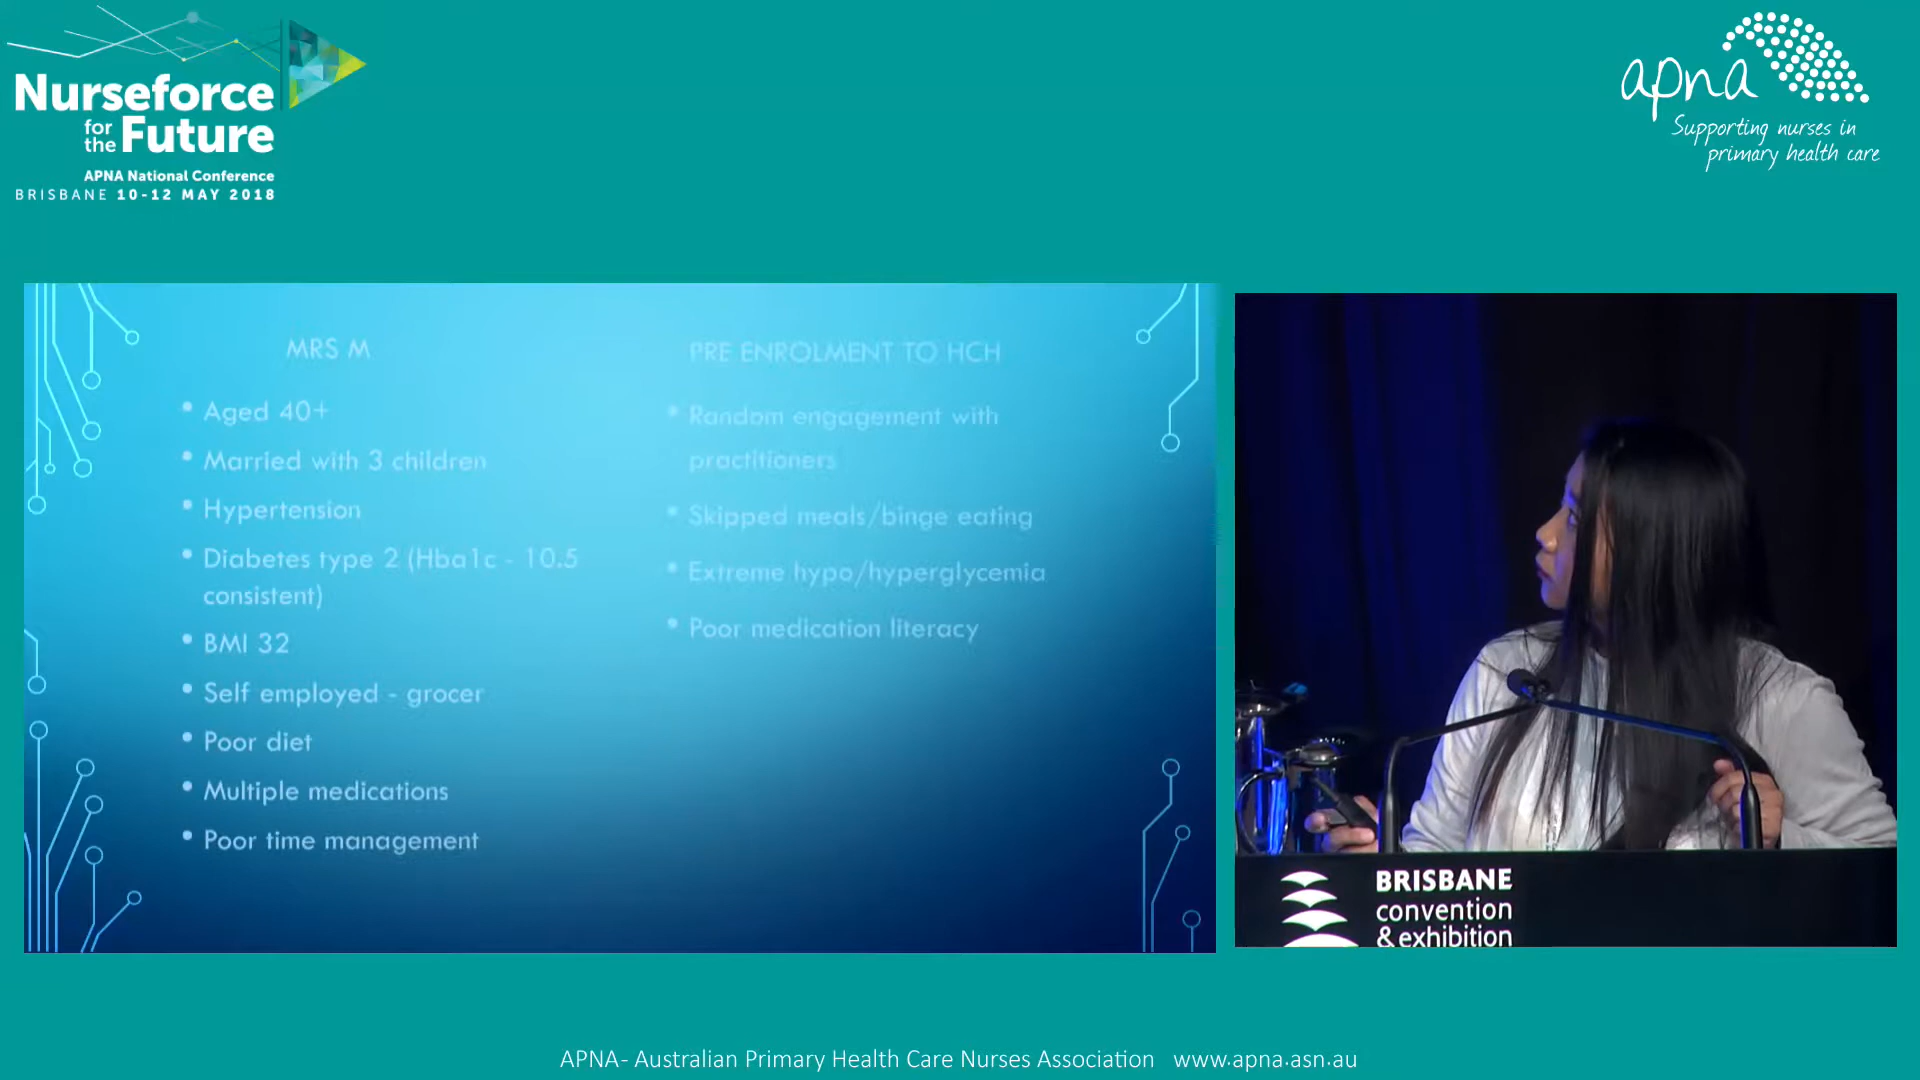 Nurseforce
for the Future
APNA National Conference
BRISBANE 10-12 MAY 2018
apna
Supporting nurses in
primary health care
MRS M
• Aged 40+
• Married with 3 children
• Hypertension
• Diabetes type 2 (Hba1c - 10.5
consistent)
• BMI 32
• Self employed - grocer
• Poor diet
• Multiple medications
• Poor time management
PRE ENROLMENT TO HCH
• Random engagement with
practitioners
• Skipped meals/binge eating
• Extreme hypo/hyperglycemia
• Poor medication literacy
BRISBANE
convention
& exhibition
APNA- Australian Primary Health Care Nurses Association www.apna.asn.au